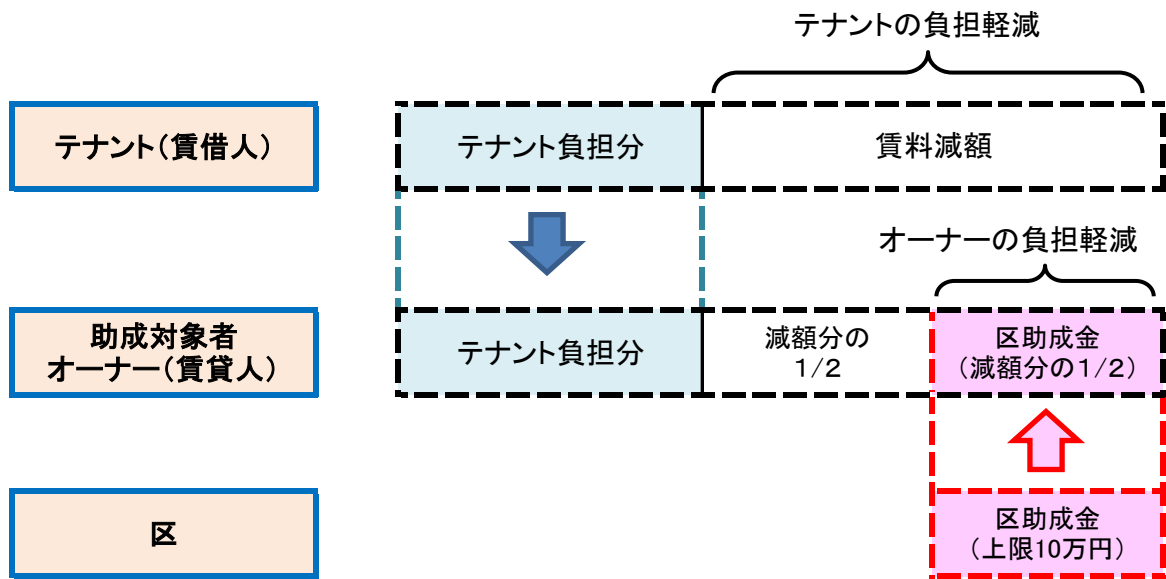 テナントの負担軽減
テナント（賃借人）
テナント負担分
賃料減額
オーナーの負担軽減
助成対象者
オーナー（賃貸人）
テナント負担分
減額分の
1/2
区助成金
（減額分の1/2）
区
区助成金
（上限10万円）